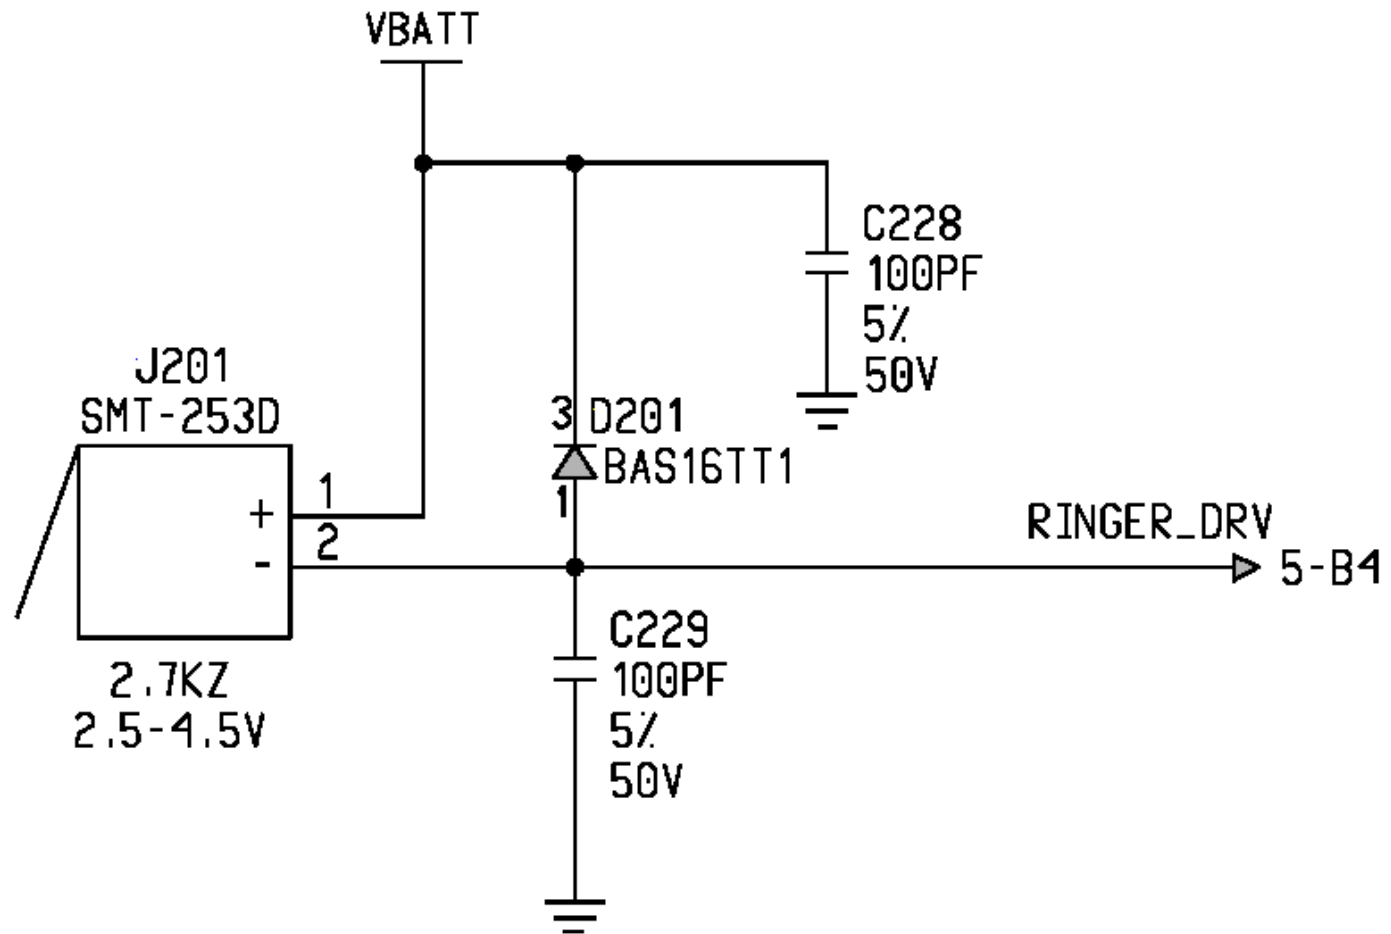 VBATT
C228
100PF
5%
50V
J201
SMT-253D
3 D201
BAS16TT1
1
+ 1
2
-
1
RINGER_DRV
5-B4
C229
100PF
5%
50V
2.7KZ
2.5-4.5V